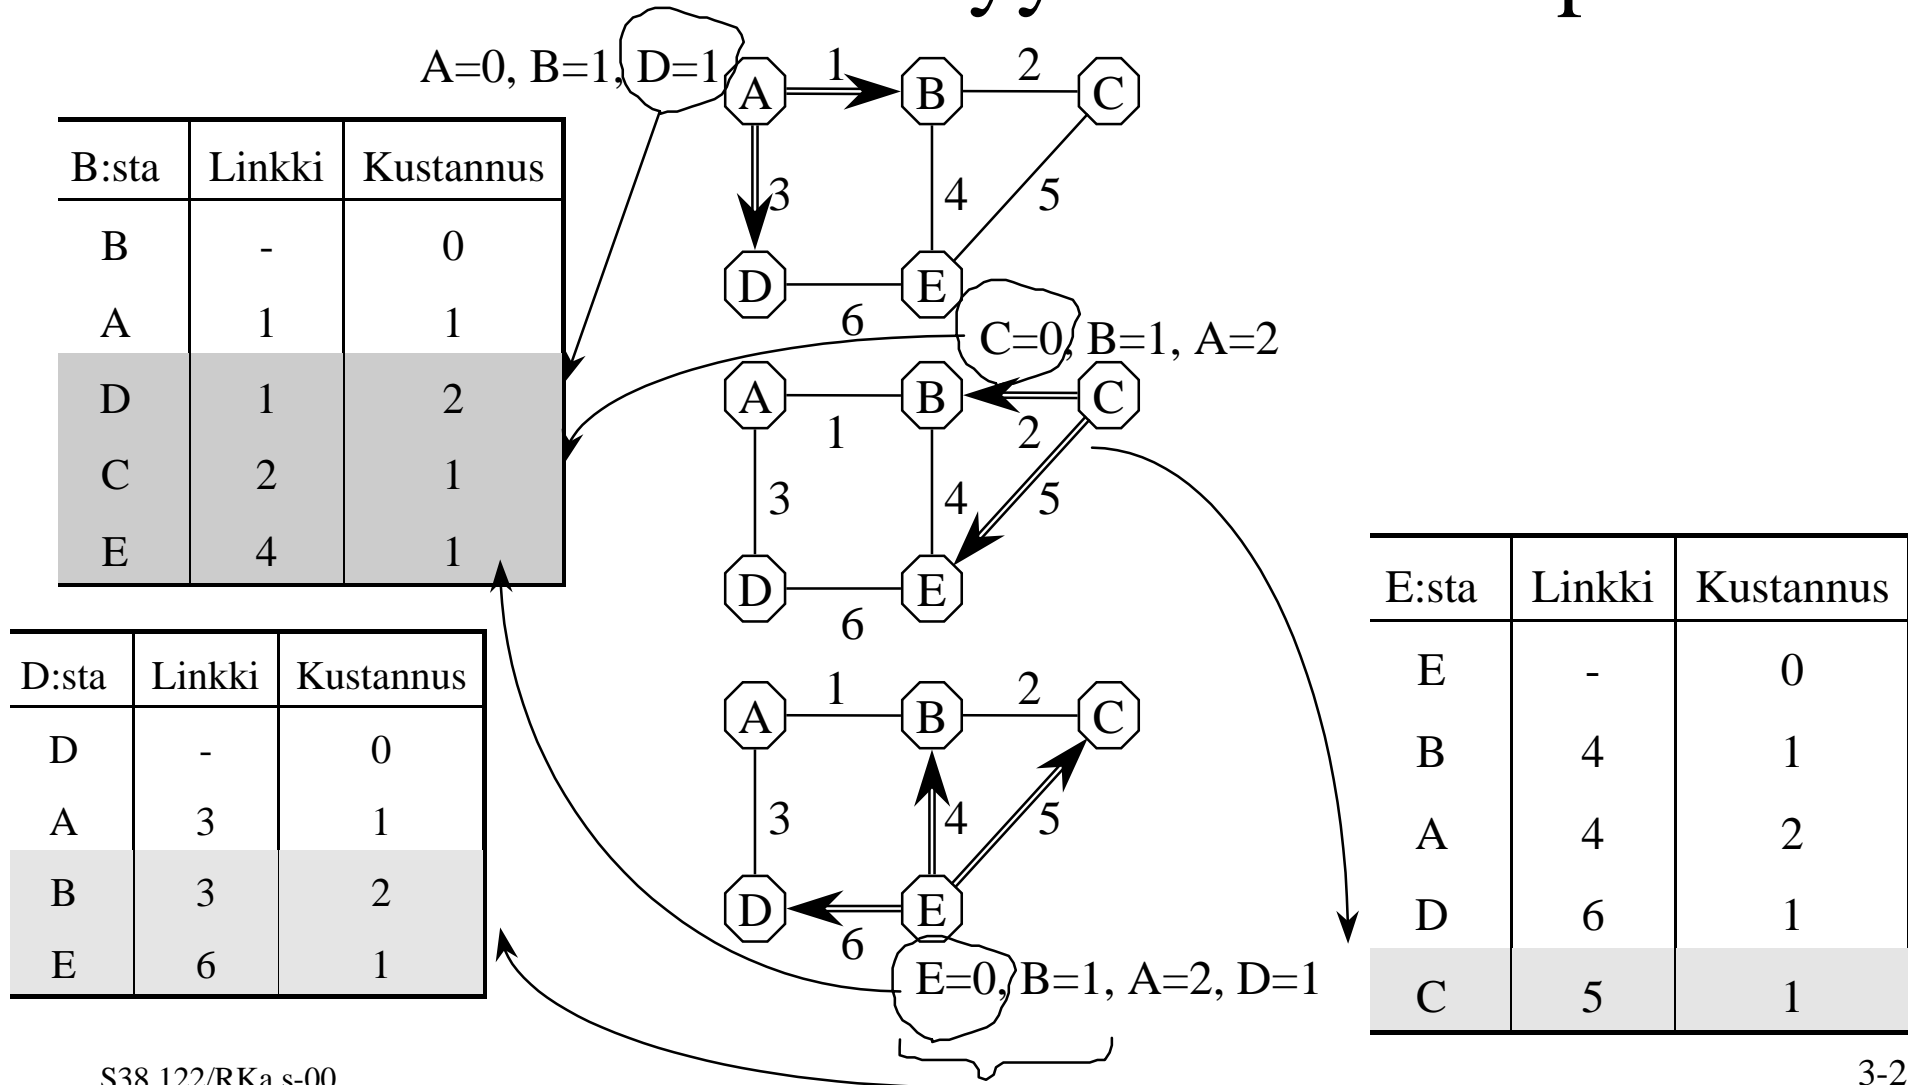 A=0, B=1, D=1
A 1 B 2 C
3 4 5
D 6 E
B:sta Linkki Kustannus
B - 0
A 1 1
D 1 2
C 2 1
E 4 1
C=0, B=1, A=2
A 1 B 2 C
3 4 5
D 6 E
D:sta Linkki Kustannus
D - 0
A 3 1
B 3 2
E 6 1
A 1 B 2 C
3 4 5
D 6 E
E=0, B=1, A=2, D=1
E:sta Linkki Kustannus
E - 0
B 4 1
A 4 2
D 6 1
C 5 1
S38.122/RKa s-00
3-2